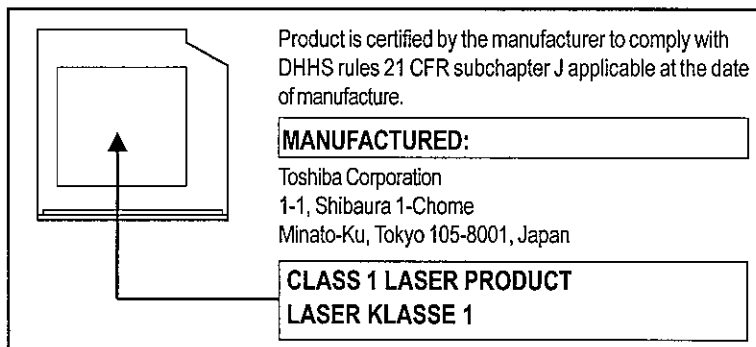 Product is certified by the manufacturer to comply with
DHHS rules 21 CFR subchapter J applicable at the date
of manufacture.
MANUFACTURED:
Toshiba Corporation
1-1, Shibaura 1-Chome
Minato-Ku, Tokyo 105-8001, Japan
CLASS 1 LASER PRODUCT
LASER KLASSE 1